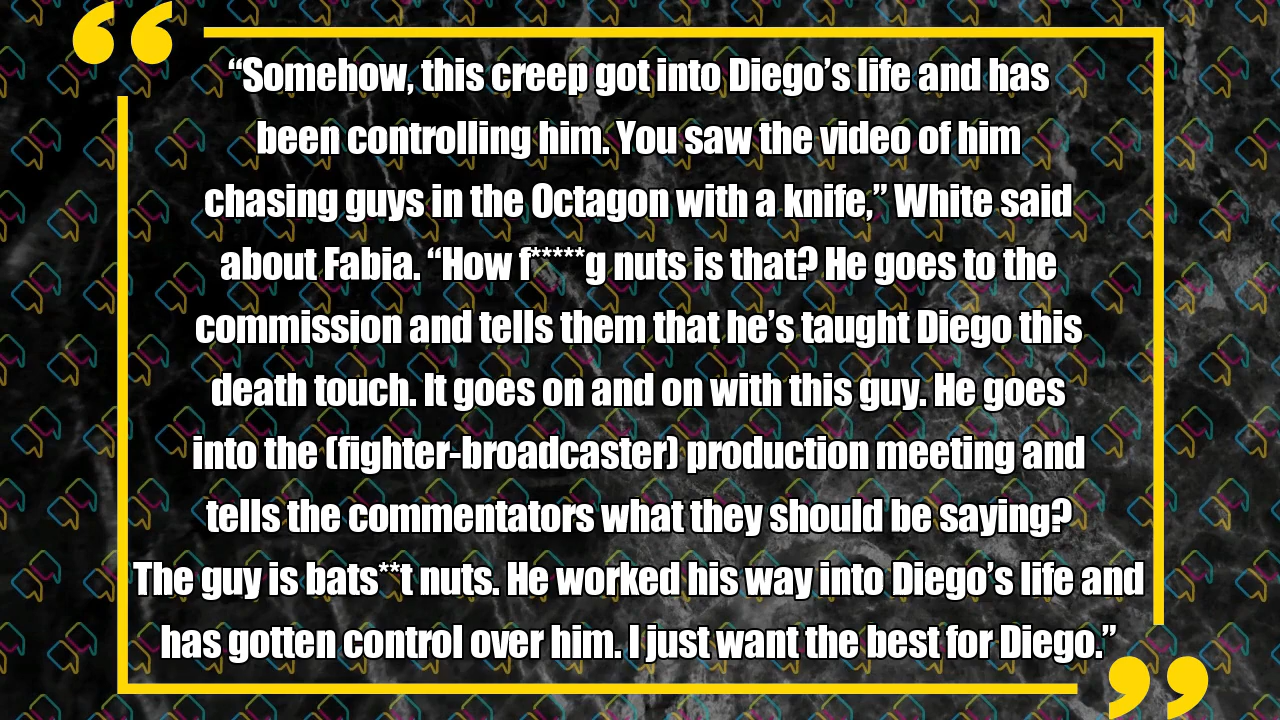 “Somehow, this creep got into Diego’s life and has
been controlling him. You saw the video of him
chasing guys in the Octagon with a knife,” White said
about Fabia. “How f*****g nuts is that? He goes to the
commission and tells them that he’s taught Diego this
death touch. It goes on and on with this guy. He goes
into the (fighter-broadcaster) production meeting and
tells the commentators what they should be saying?
The guy is bats**t nuts. He worked his way into Diego’s life and
has gotten control over him. I just want the best for Diego.”